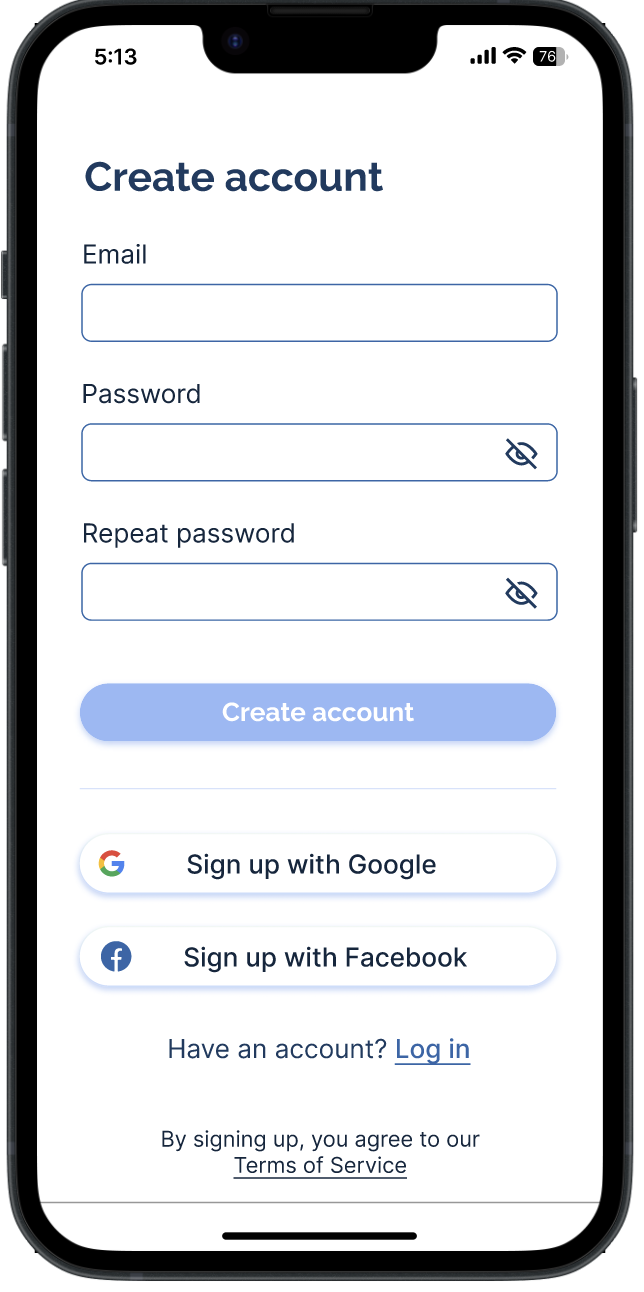 5:13
76
Create account
Email
Password
Repeat password
Create account
Sign up with Google
Sign up with Facebook
Have an account? Log in
By signing up, you agree to our
Terms of Service